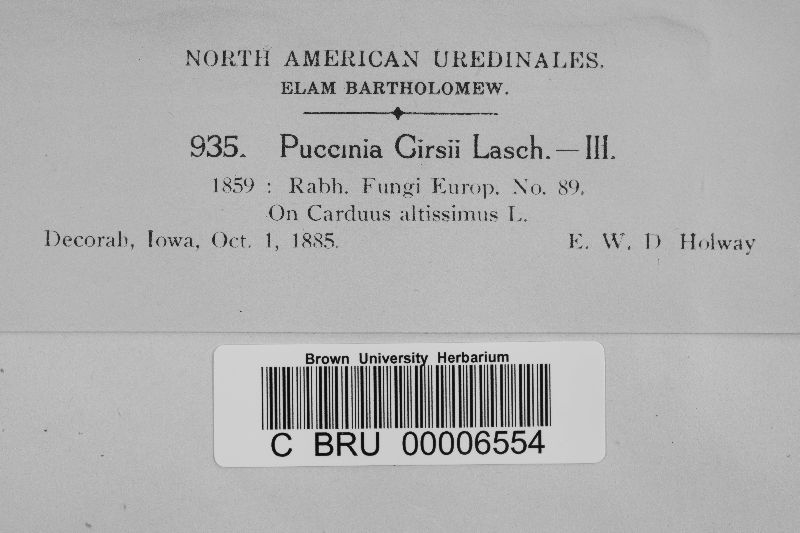 NORTH AMERICAN UREDINALES.
ELAM BARTHOLOMEW.
935. Puccinia Cirsii Lasch.—III.
1859 : Rabh. Fungi Europ. No. 89.
On Carduus altissimus L.
Decorah, Iowa, Oct. 1, 1885. E. W. D Holway
Brown University Herbarium
C BRU 00006554